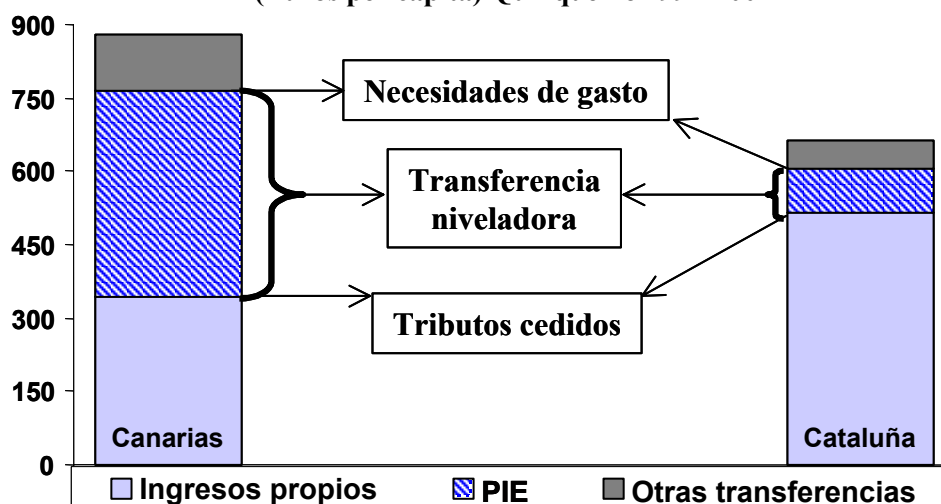 900
750
600
450
300
150
0
Necesidades de gasto
Transferencia
niveladora
Tributos cedidos
Canarias
Cataluña
Ingresos propios
PIE
Otras transferencias